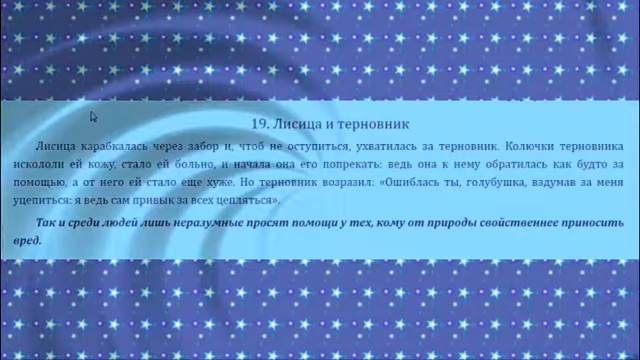 19. Лисица и терновник
Лисица карабкалась через забор и, чтоб не оступиться, ухватилась за терновник. Колючки терновника
искололи ей кожу, стало ей больно, и начала она его попрекать: ведь она к нему обратилась как будто за
помощью, а от него ей стало еще хуже. Но терновник возразил: «Ошиблась ты, голубушка, вздумав за меня
уцепиться: я ведь сам привык за всех цепляться».
Так и среди людей лишь неразумные просят помощи у тех, кому от природы свойственнее приносить
вред.